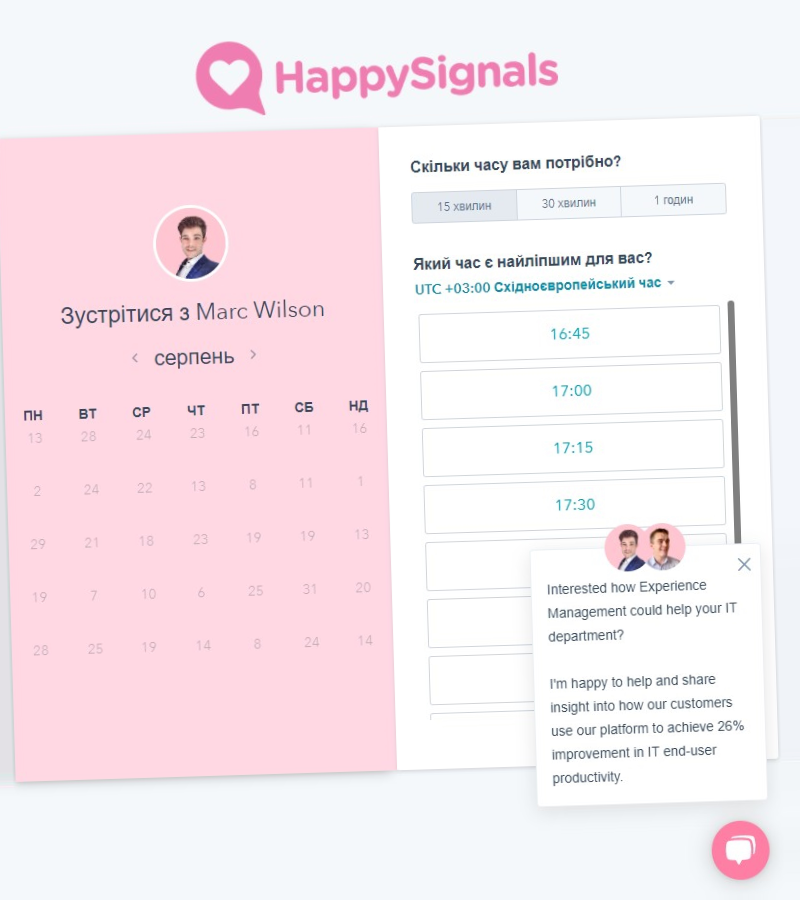 HappySignals
Зустрітися з Marc Wilson
серпень
ПН ВТ СР ЧТ ПТ СБ НД
13 28 24 23 16 11 16
2 24 22 13 8 11 1
29 21 18 23 19 19 13
19 7 10 6 25 31 20
28 25 19 14 8 24 14
Скільки часу вам потрібно?
15 хвилин 30 хвилин 1 годин
Який час є найліпшим для вас?
UTC +03:00 Східноєвропейський час
16:45
17:00
17:15
17:30
Interested how Experience
Management could help your IT
department?
I'm happy to help and share
insight into how our customers
use our platform to achieve 26%
improvement in IT end-user
productivity.